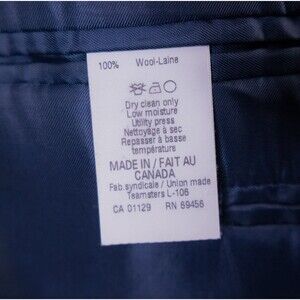 100% Wool-Laine
Dry clean only
Low moisture
Utility press
Nettoyage à sec
Repasser à basse
température
MADE IN / FAIT AU
CANADA
Fab.syndicale / Union made
Teamsters L-106
CA 01129 RN 69456